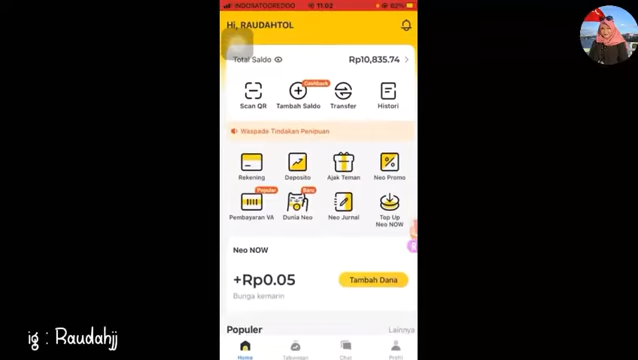 INDOSATOOREDOO 11.02 62%
Hi, RAUDAHTOL
Total Saldo Rp10,835.74
Cashback
Scan QR Tambah Saldo Transfer Histori
Waspada Tindakan Penipuan
Rekening Deposito Ajak Teman Neo Promo
Populer Baru
Pembayaran VA Dunia Neo Neo Jurnal Top Up
Neo NOW
Neo NOW
+Rp0.05 Tambah Dana
Bunga kemarin
Populer Lainnya
Home Tabungan Chat Profil
ig : Raudahjj